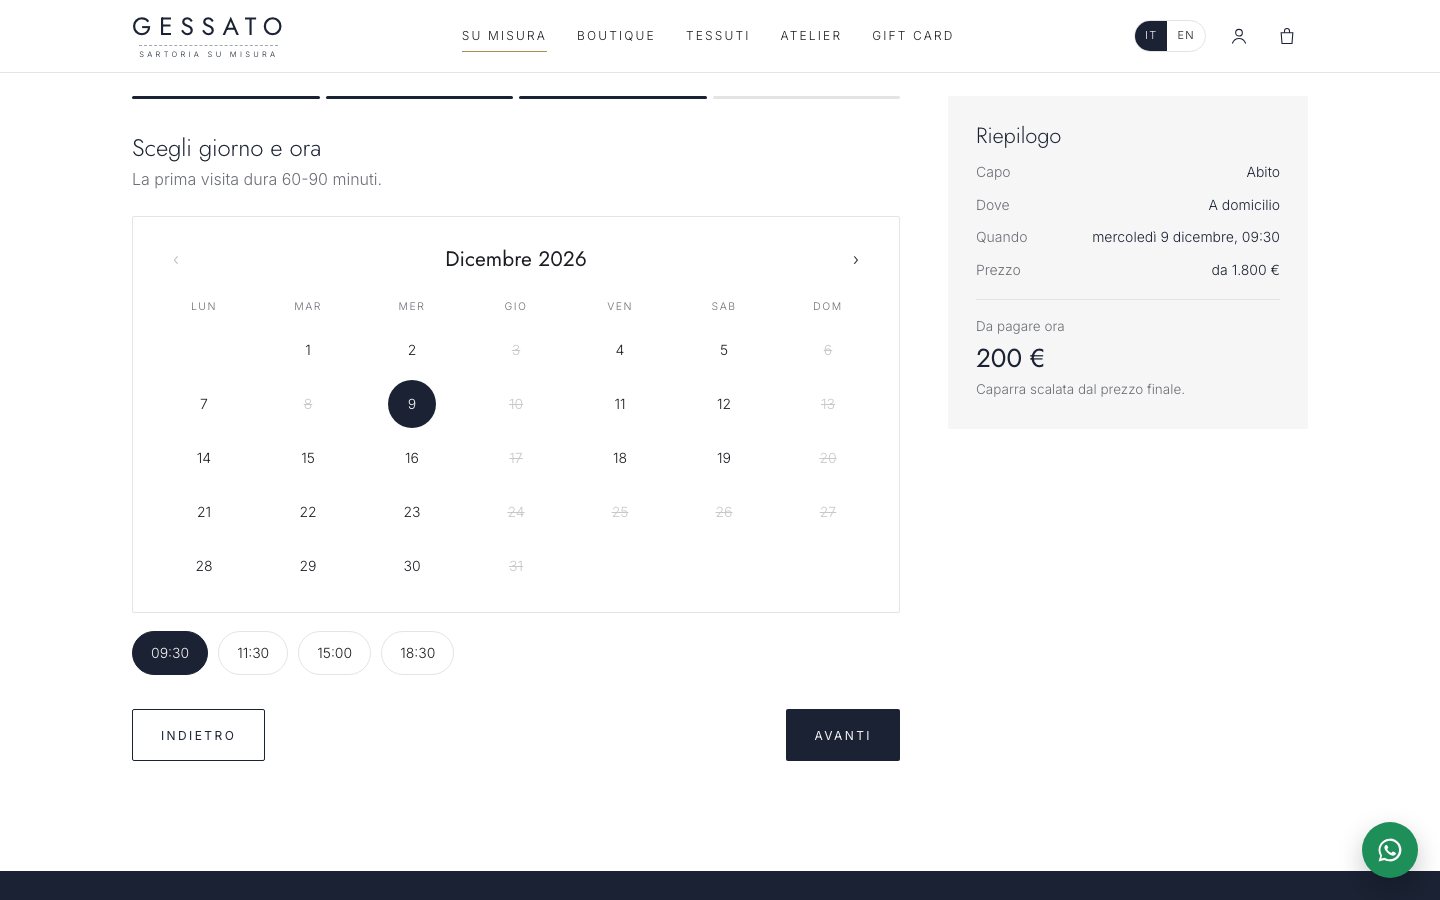 GESSATO
SARTORIA SU MISURA
SU MISURA BOUTIQUE TESSUTI ATELIER GIFT CARD
IT EN
Scegli giorno e ora
La prima visita dura 60-90 minuti.
‹ Dicembre 2026 ›
LUN MAR MER GIO VEN SAB DOM
1 2 3 4 5 6
7 8 9 10 11 12 13
14 15 16 17 18 19 20
21 22 23 24 25 26 27
28 29 30 31
09:30 11:30 15:00 18:30
INDIETRO AVANTI
Riepilogo
Capo Abito
Dove A domicilio
Quando mercoledì 9 dicembre, 09:30
Prezzo da 1.800 €
Da pagare ora
200 €
Caparra scalata dal prezzo finale.